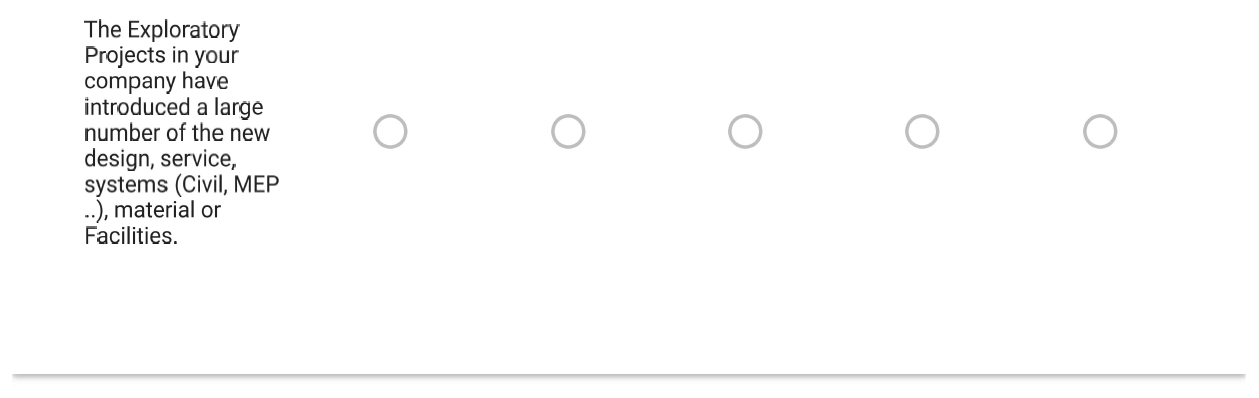 The Exploratory
Projects in your
company have
introduced a large
number of the new
design, service,
systems (Civil, MEP
..), material or
Facilities.